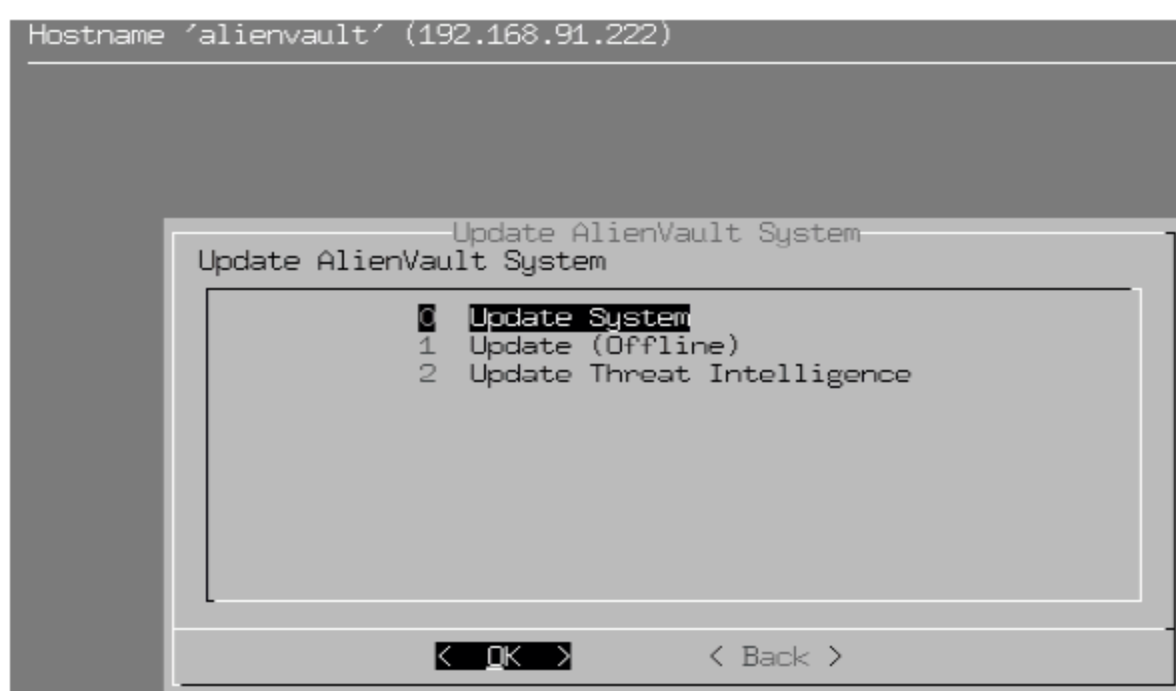 Hostname 'alienvault' (192.168.91.222)
Update AlienVault System
Update AlienVault System
0 Update System
1 Update (Offline)
2 Update Threat Intelligence
< OK > < Back >